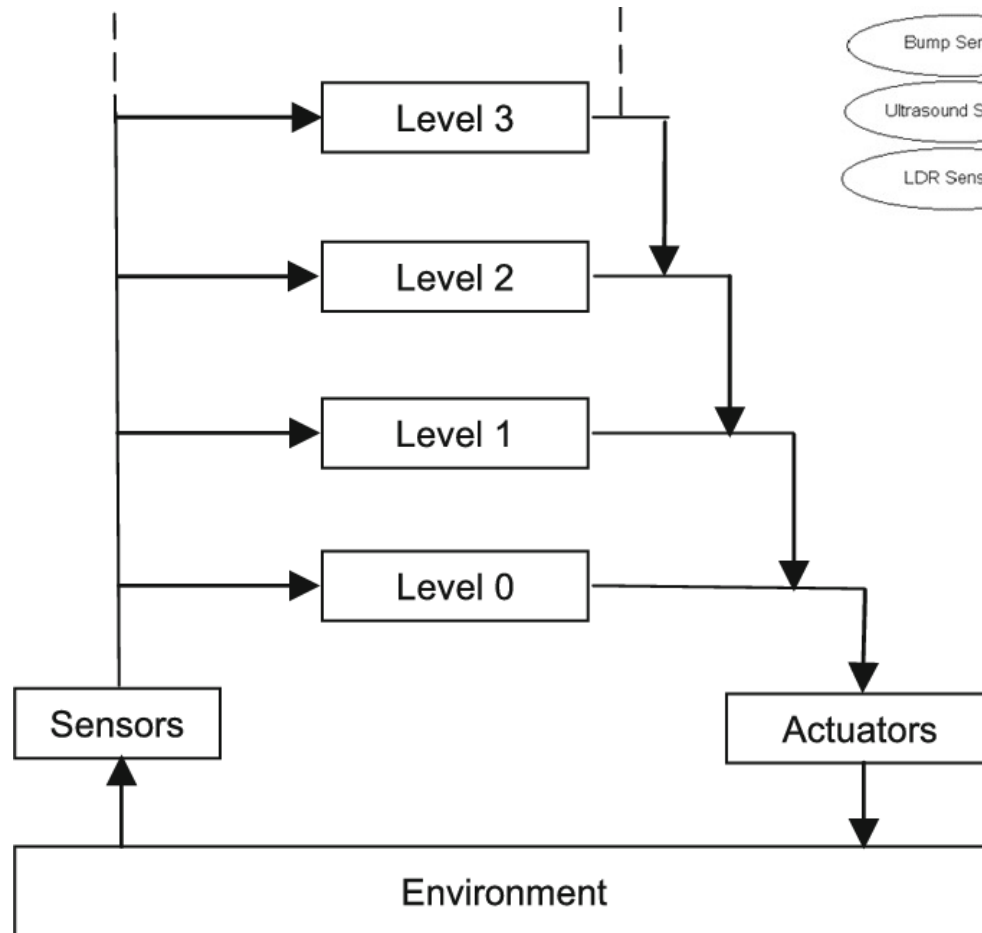 Level 3
Level 2
Level 1
Level 0
Sensors
Actuators
Environment
Bump
Ultrasound
LDR